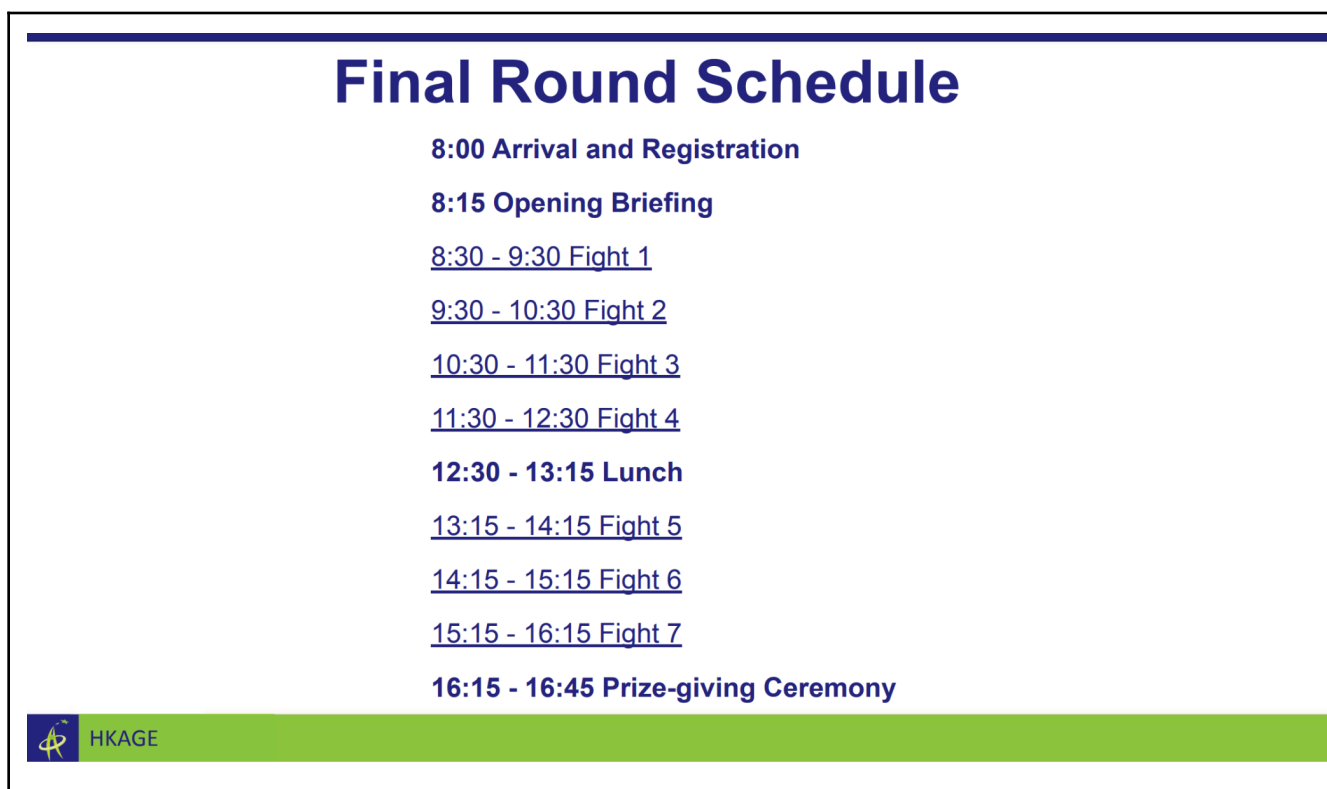 Final Round Schedule
8:00 Arrival and Registration
8:15 Opening Briefing
8:30 - 9:30 Fight 1
9:30 - 10:30 Fight 2
10:30 - 11:30 Fight 3
11:30 - 12:30 Fight 4
12:30 - 13:15 Lunch
13:15 - 14:15 Fight 5
14:15 - 15:15 Fight 6
15:15 - 16:15 Fight 7
16:15 - 16:45 Prize-giving Ceremony
HKAGE